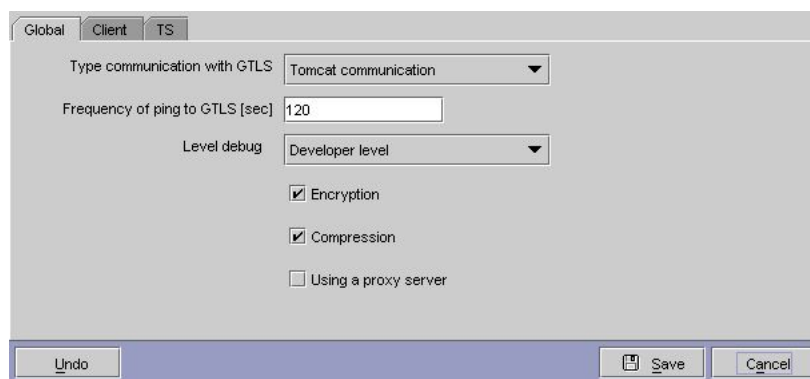 Global Client TS
Type communication with GTLS Tomcat communication
Frequency of ping to GTLS [sec] 120
Level debug Developer level
Encryption
Compression
Using a proxy server
Undo Save Cancel